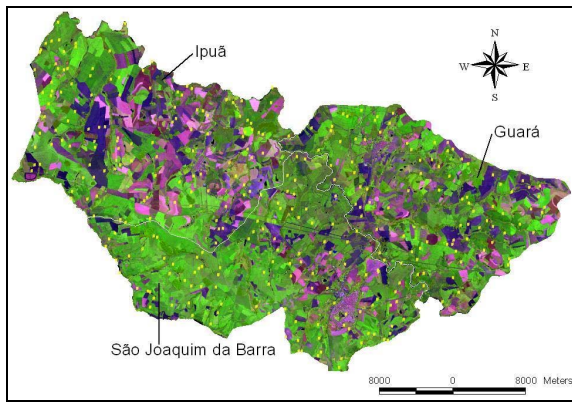 Ipuã
N
W E
S
Guará
São Joaquim da Barra
8000 0 8000 Meters